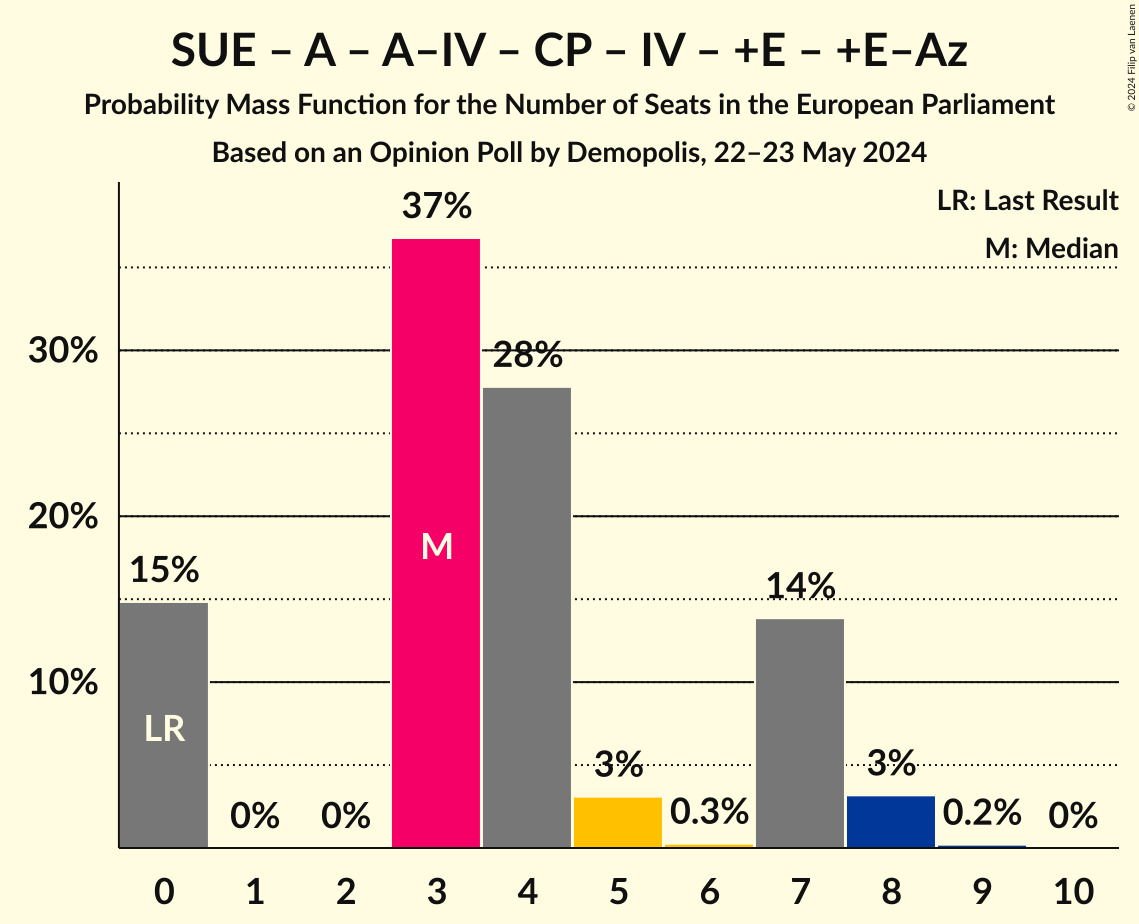 SUE – A – A–IV – CP – IV – +E – +E–Az
Probability Mass Function for the Number of Seats in the European Parliament
Based on an Opinion Poll by Demopolis, 22–23 May 2024
© 2024 Filip van Laenen
LR: Last Result
M: Median
37%
30%
28%
20%
15%
14%
M
10%
LR
3%
3%
0%
0%
0.3%
0.2%
0%
0 1 2 3 4 5 6 7 8 9 10